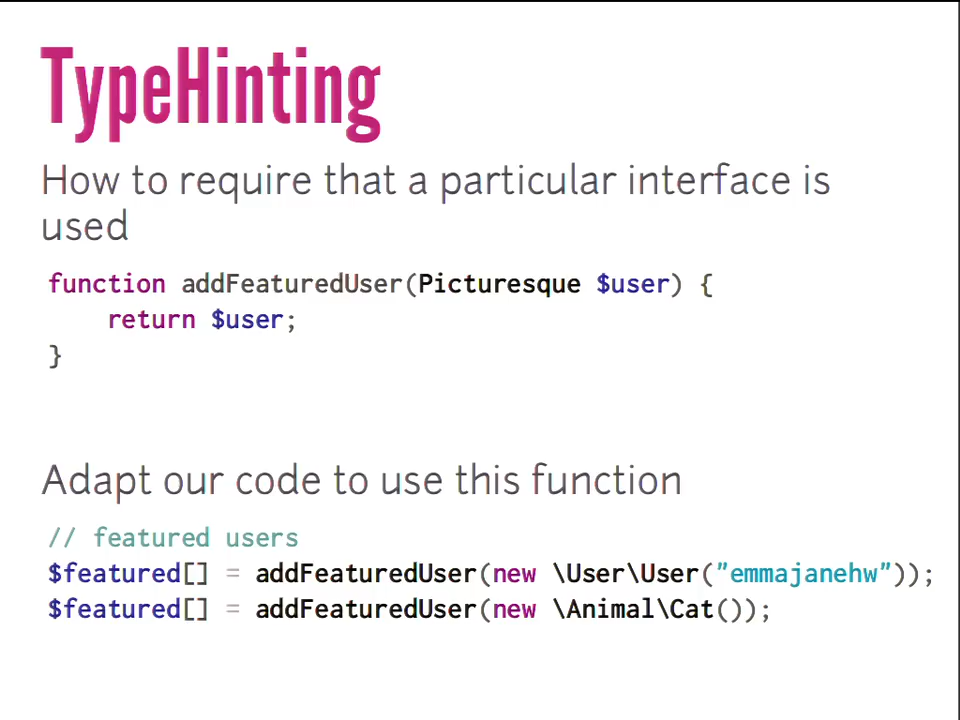 TypeHinting
How to require that a particular interface is
used
function addFeaturedUser(Picturesque $user) {
    return $user;
}
Adapt our code to use this function
// featured users
$featured[] = addFeaturedUser(new \User\User("emmajanehw"));
$featured[] = addFeaturedUser(new \Animal\Cat());